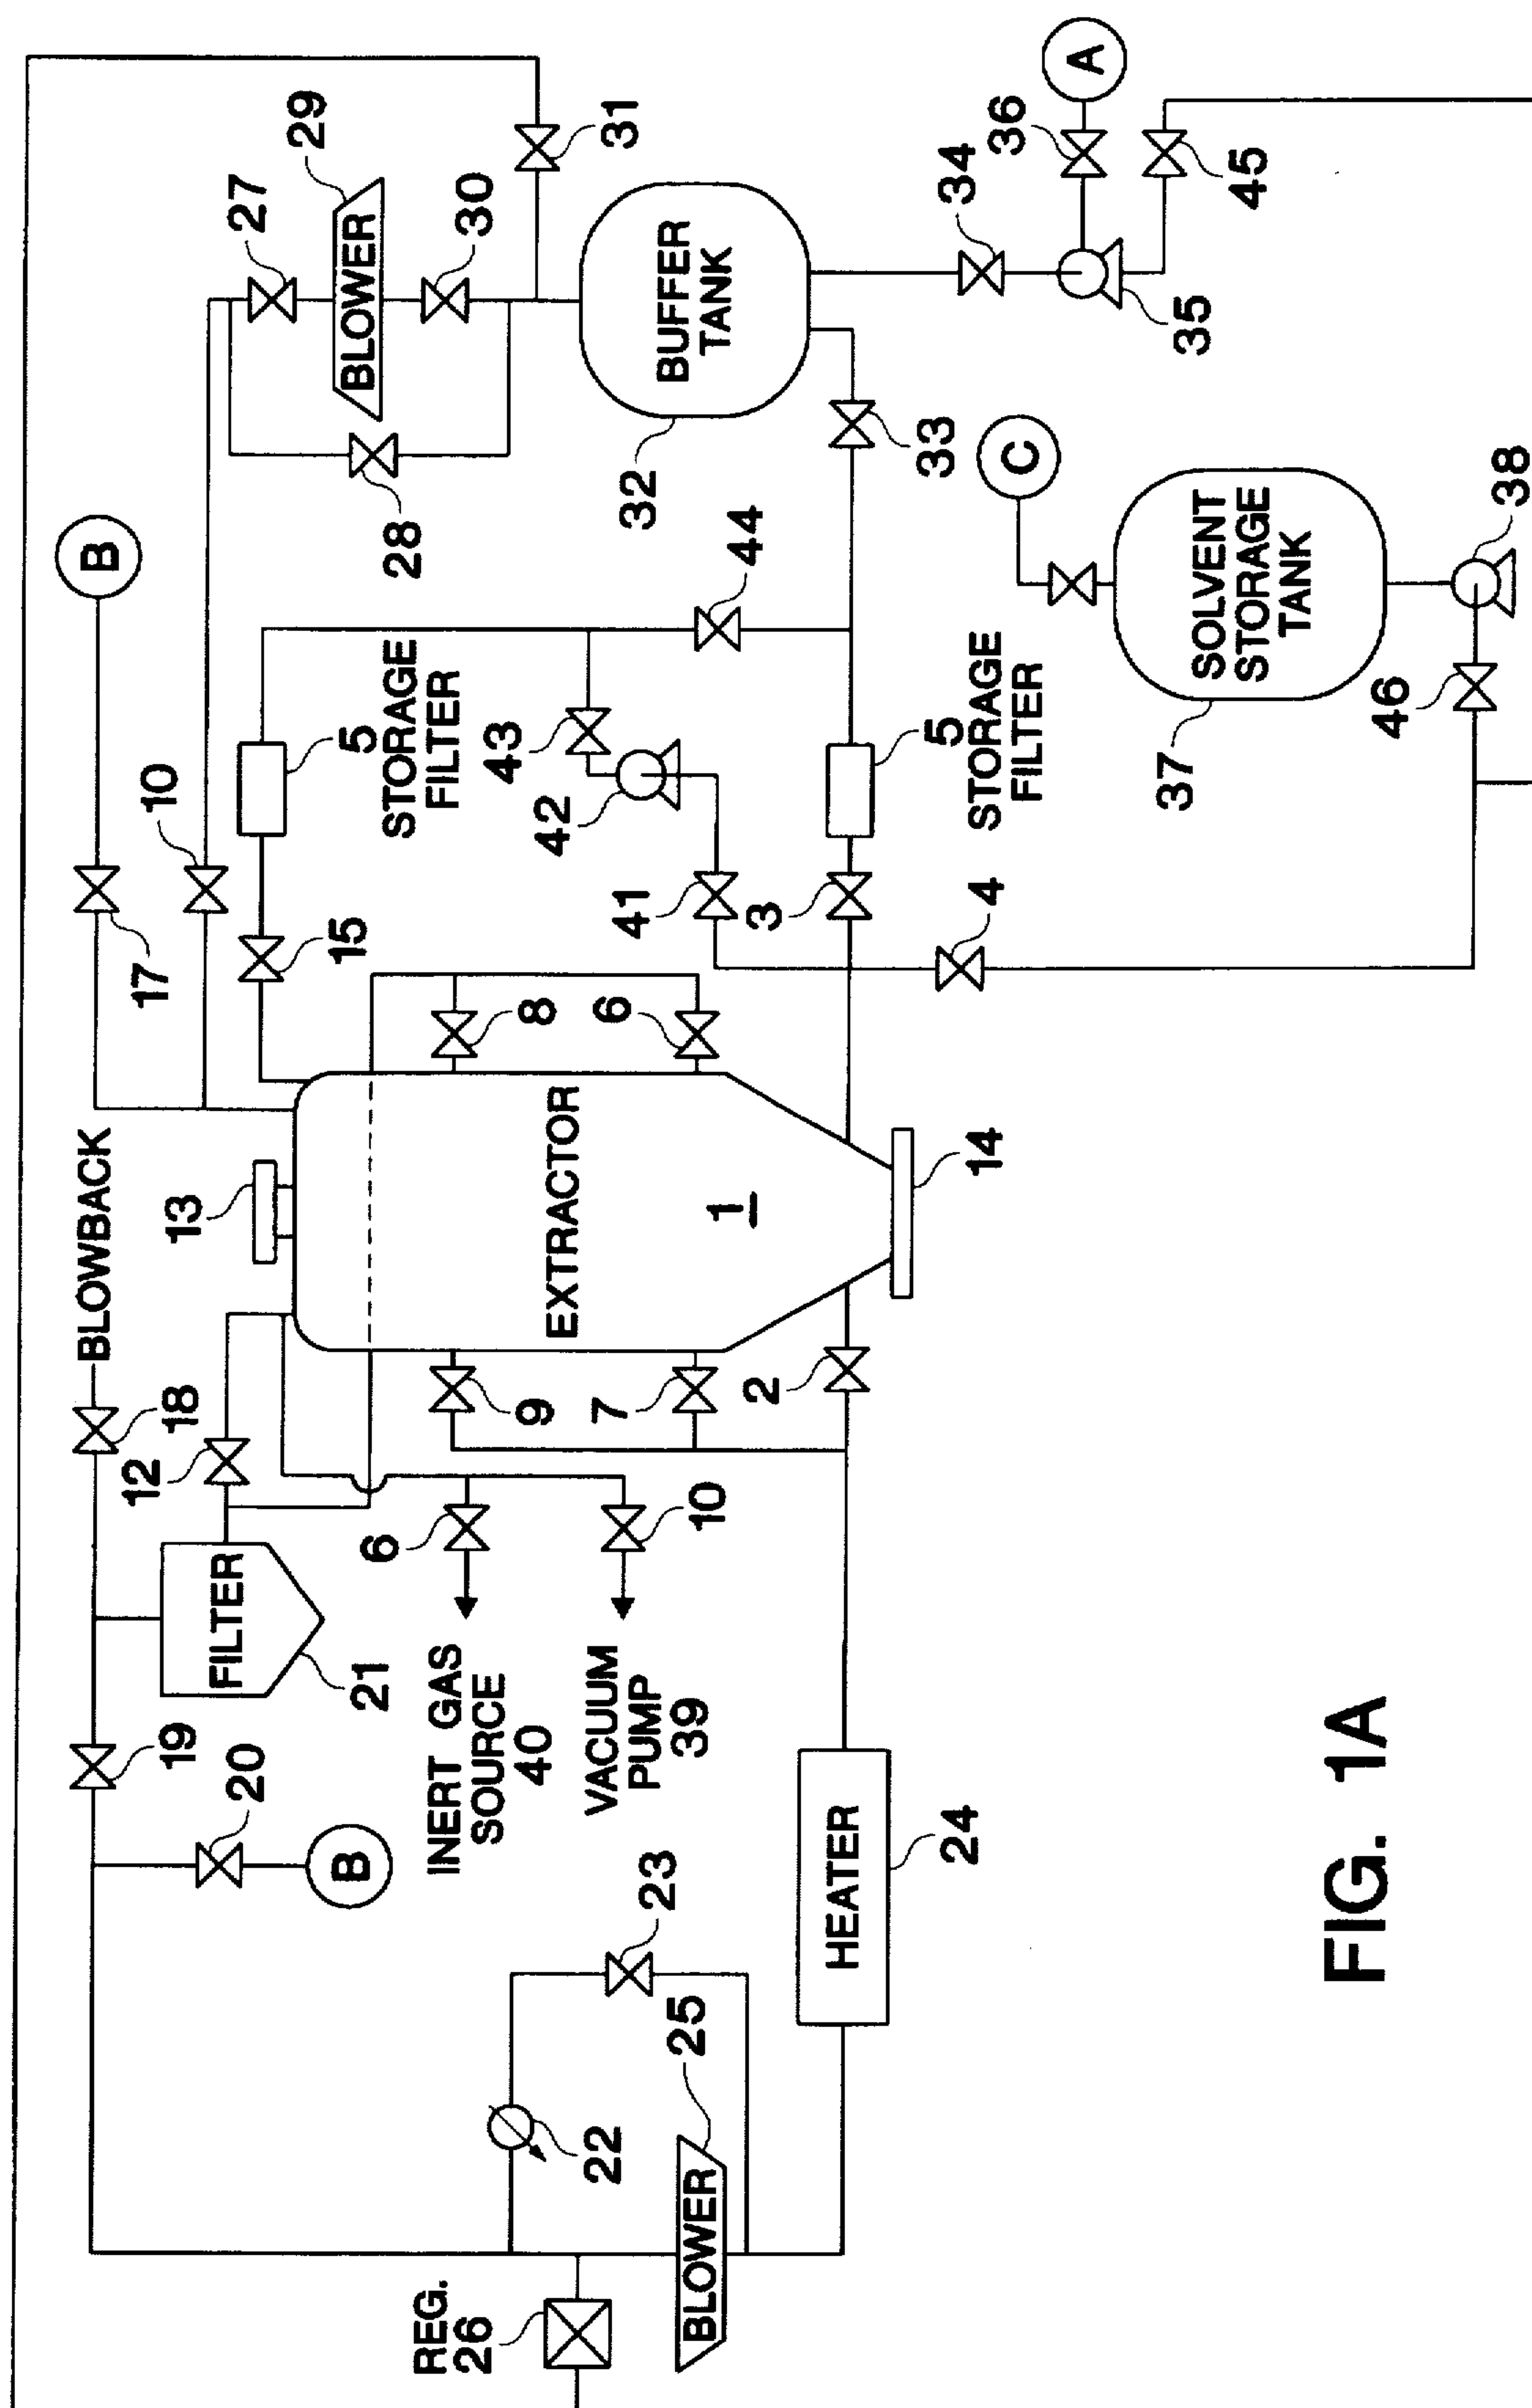 BLOWBACK
B
17
10
19
18
12
13
20
27
FILTER
29
B
21
6
15
5
STORAGE
FILTER
BLOWER
28
REG.
26
INERT GAS
SOURCE
40
9
8
43
30
EXTRACTOR
42
22
VACUUM
PUMP
39
7
6
41
31
32
23
25
10
BLOWER
1
2
3
44
BUFFER
TANK
HEATER
24
14
4
5
STORAGE
FILTER
33
34
36
C
A
37
SOLVENT
STORAGE
TANK
35
45
46
38
FIG. 1A